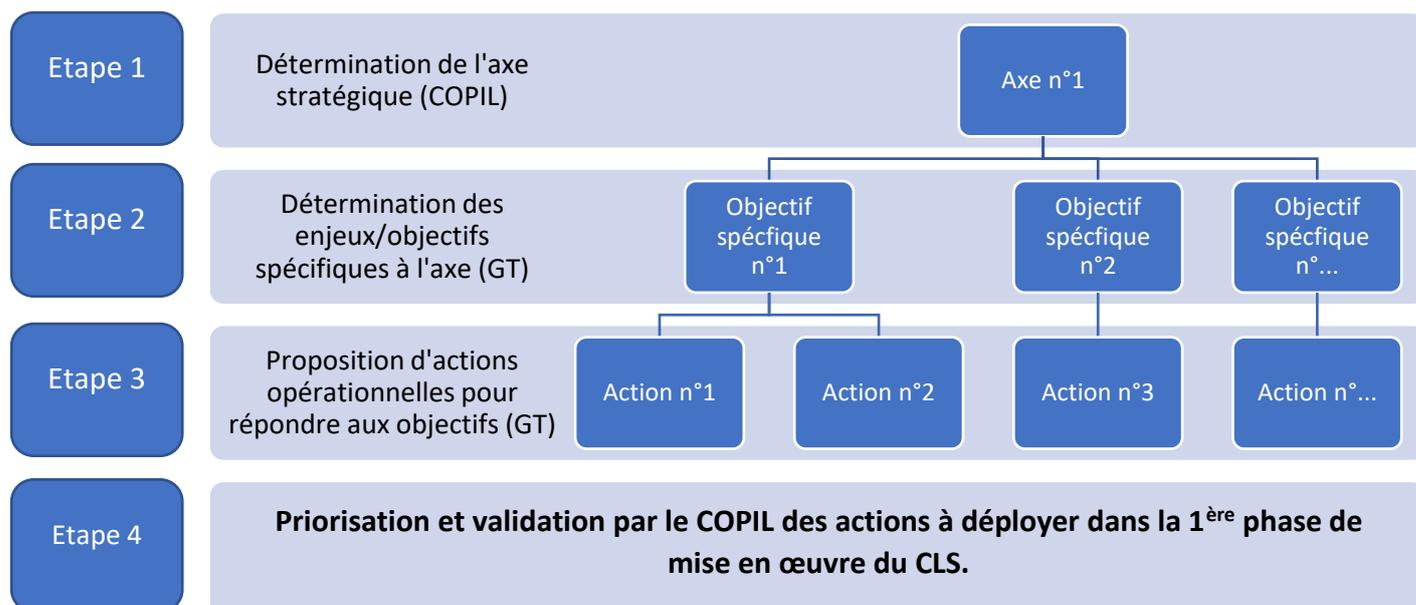 Etape 1
Détermination de l'axe
stratégique (COPIL)
Axe n°1
Etape 2
Détermination des
enjeux/objectifs
spécifiques à l'axe (GT)
Objectif
spécfique
n°1
Objectif
spécfique
n°2
Objectif
spécfique
n°...
Etape 3
Proposition d'actions
opérationnelles pour
répondre aux objectifs (GT)
Action n°1
Action n°2
Action n°3
Action n°...
Etape 4
Priorisation et validation par le COPIL des actions à déployer dans la 1ère phase de
mise en œuvre du CLS.